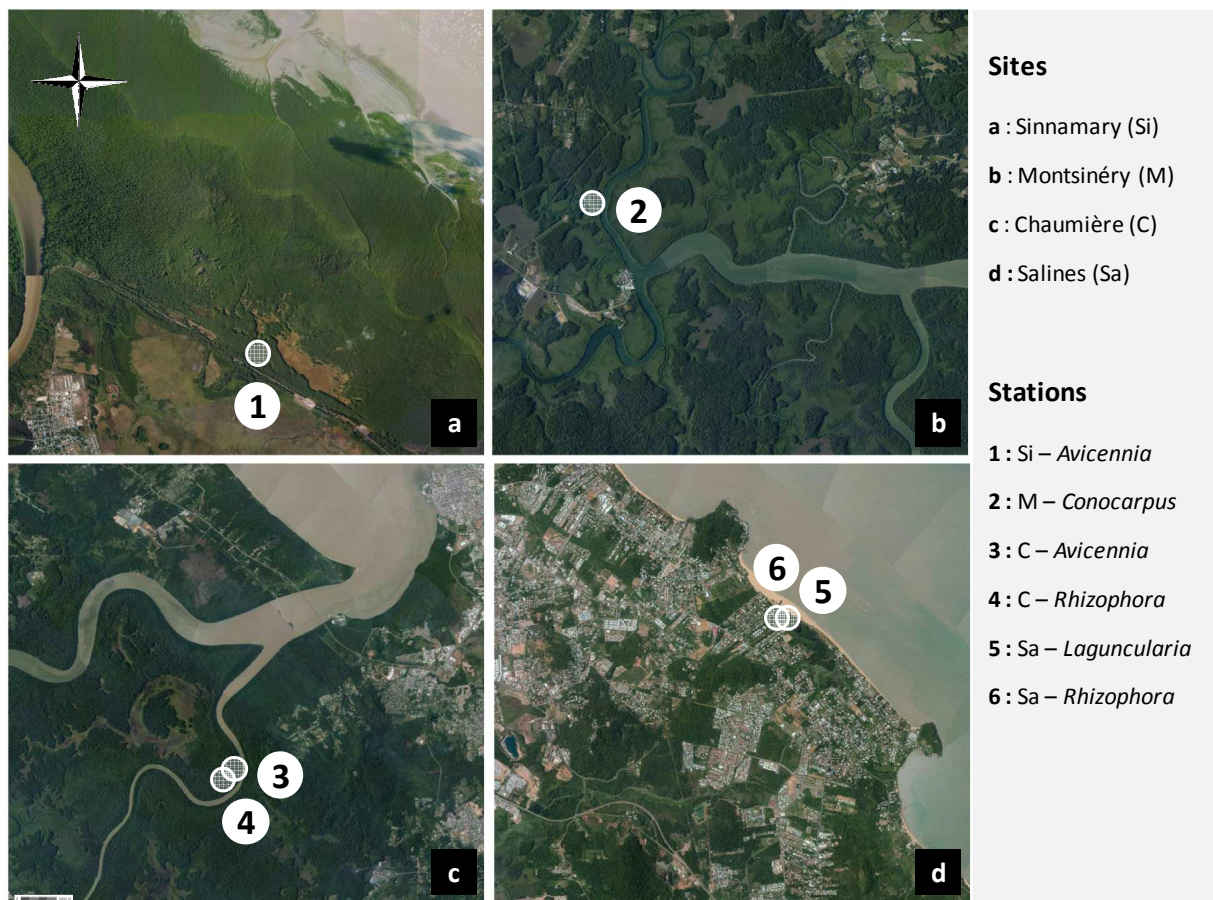 1
a
2
b
3
4
c
6
5
d
Sites
a : Sinnamary (Si)
b : Montsinéry (M)
c : Chaumière (C)
d : Salines (Sa)
Stations
1 : Si – Avicennia
2 : M – Conocarpus
3 : C – Avicennia
4 : C – Rhizophora
5 : Sa – Laguncularia
6 : Sa – Rhizophora